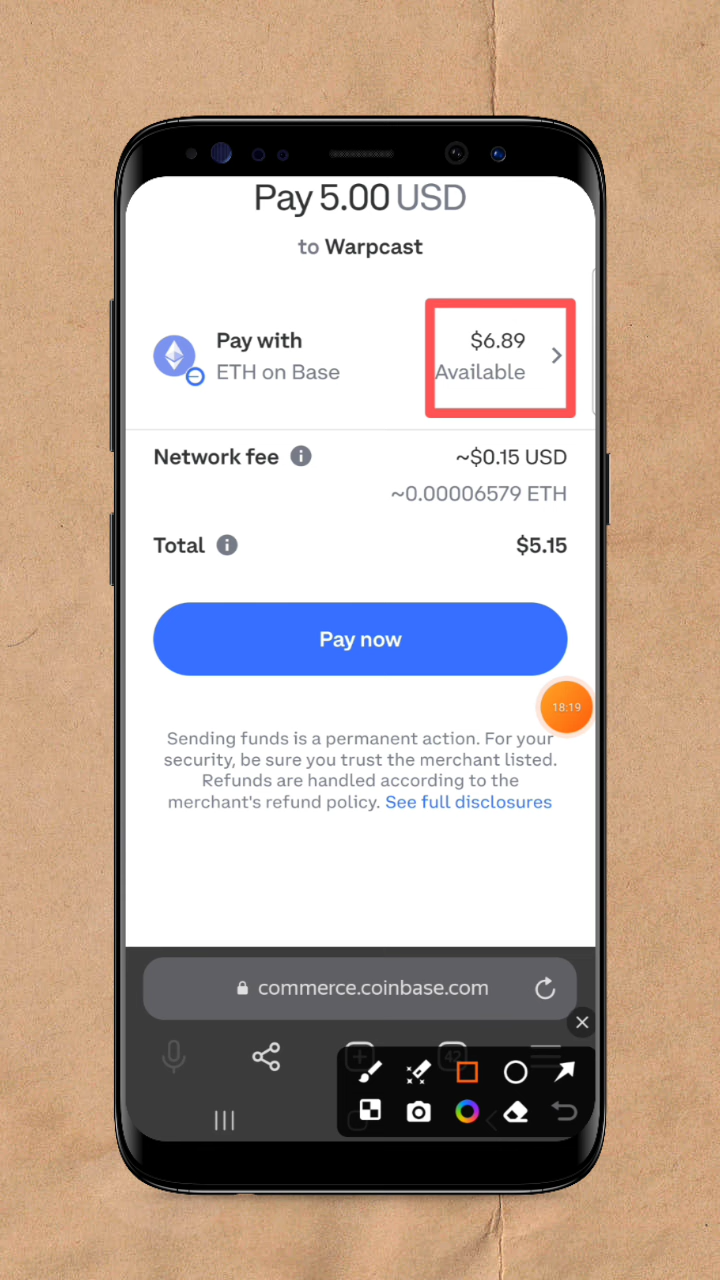 Pay 5.00 USD
to Warpcast
Pay with
$6.89
ETH on Base
Available
Network fee
~$0.15 USD
~0.00006579 ETH
Total
$5.15
Pay now
18:19
Sending funds is a permanent action. For your
security, be sure you trust the merchant listed.
Refunds are handled according to the
merchant's refund policy. See full disclosures
commerce.coinbase.com
42